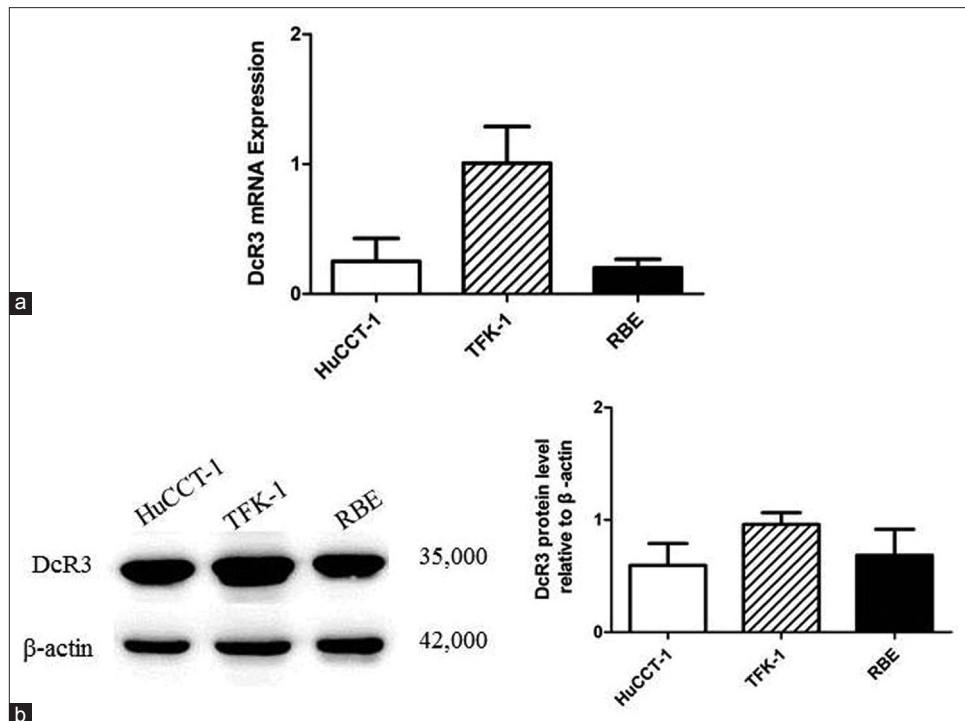 2
1
0
DcR3 mRNA Expression
HuCCT-1
TFK-1
RBE
a
HuCCT-1
TFK-1
RBE
DcR3
35,000
β-actin
42,000
2
1
0
DcR3 protein level
relative to β -actin
HuCCT-1
TFK-1
RBE
b